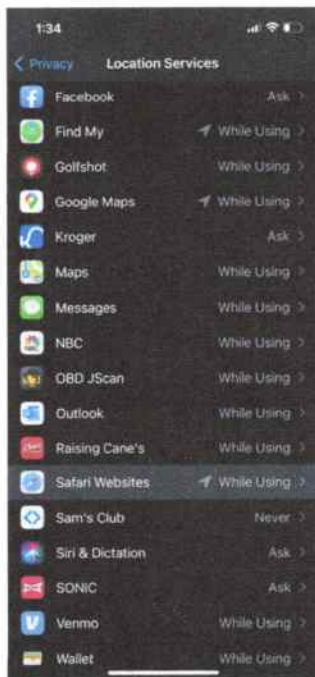 1:34
Privacy Location Services
Facebook Ask
Find My While Using
Golfshot While Using
Google Maps While Using
Kroger Ask
Maps While Using
Messages While Using
NBC While Using
OBD JScan While Using
Outlook While Using
Raising Cane's While Using
Safari Websites While Using
Sam's Club Never
Siri & Dictation Ask
SONIC Ask
Venmo While Using
Wallet While Using